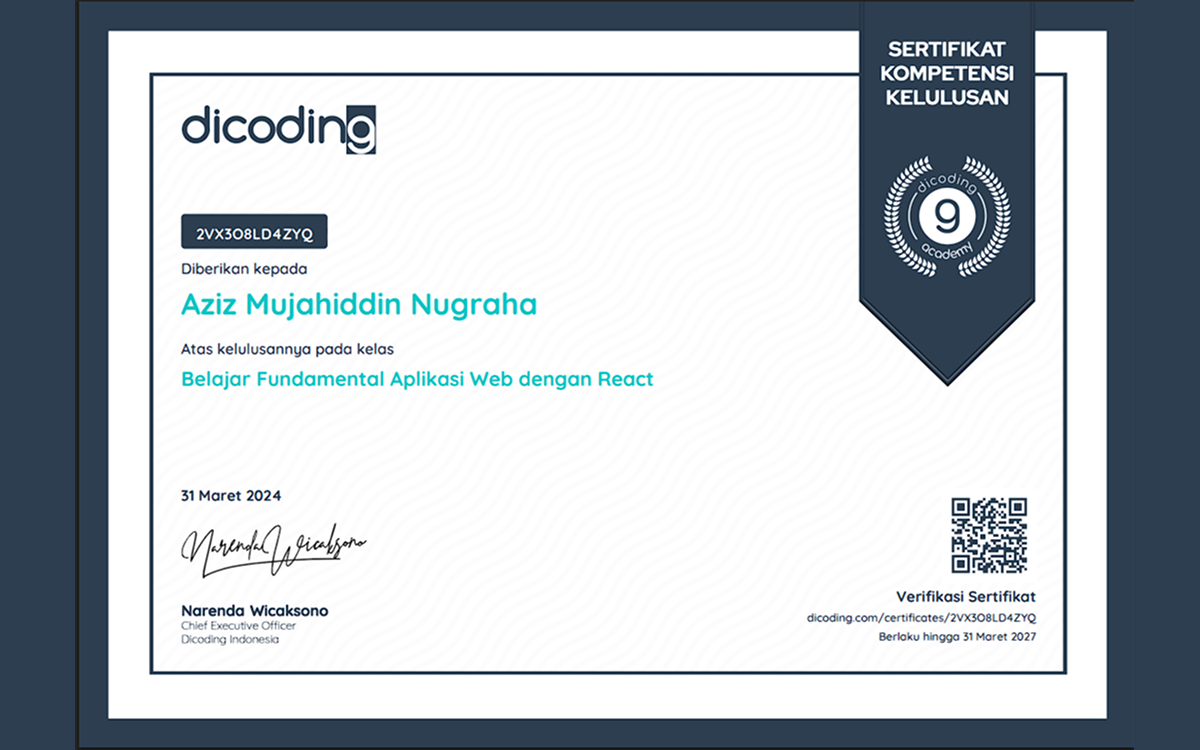 SERTIFIKAT
KOMPETENSI
KELULUSAN
dicoding
dicoding
9
academy
2VX3O8LD4ZYQ
Diberikan kepada
Aziz Mujahiddin Nugraha
Atas kelulusannya pada kelas
Belajar Fundamental Aplikasi Web dengan React
31 Maret 2024
Narenda Wicaksono
Narenda Wicaksono
Chief Executive Officer
Dicoding Indonesia
Verifikasi Sertifikat
dicoding.com/certificates/2VX3O8LD4ZYQ
Berlaku hingga 31 Maret 2027